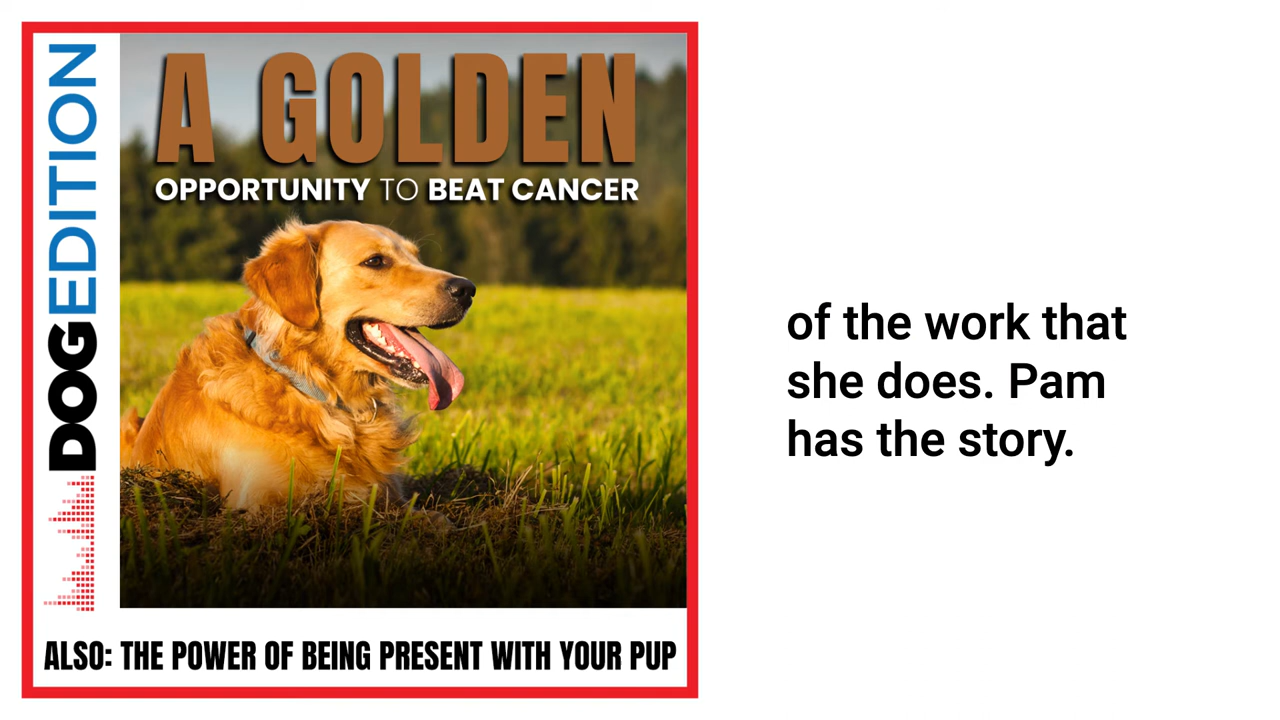 DOGEDITION
A GOLDEN
OPPORTUNITY TO BEAT CANCER
ALSO: THE POWER OF BEING PRESENT WITH YOUR PUP
of the work that
she does. Pam
has the story.